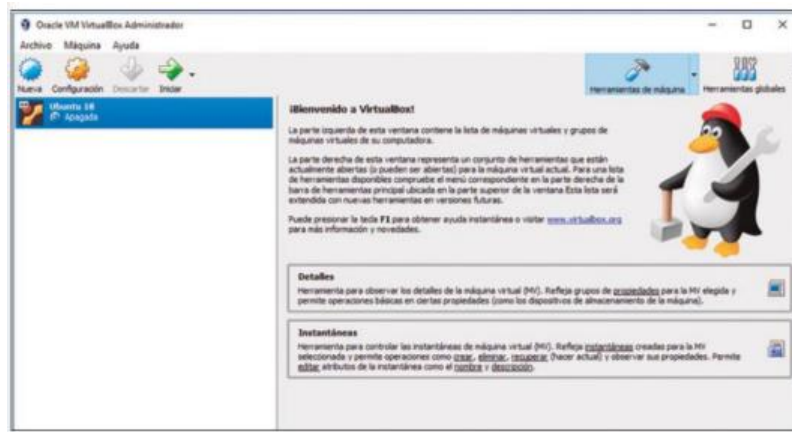 Oracle VM VirtualBox Administrador
Archivo Máquina Ayuda
Nueva Configuración Descartar Iniciar
Herramientas de máquina Herramientas globales
Ubuntu 18
Apagada
¡Bienvenido a VirtualBox!
La parte izquierda de esta ventana contiene la lista de máquinas virtuales y grupos de
máquinas virtuales de su computadora.
La parte derecha de esta ventana representa un conjunto de herramientas que están
actualmente abiertas (o pueden ser abiertas) para la máquina virtual actual. Para una lista
de herramientas disponibles compruebe el menú correspondiente en la parte derecha de la
barra de herramientas principal ubicada en la parte superior de la ventana Esta lista será
extendida con nuevas herramientas en versiones futuras.
Puede presionar la tecla F1 para obtener ayuda instantánea o visitar www.virtualbox.org
para más información y novedades.
Detalles
Herramienta para observar los detalles de la máquina virtual (MV). Refleja grupos de propiedades para la MV elegida y
permite operaciones básicas en ciertas propiedades (como los dispositivos de almacenamiento de la máquina).
Instantáneas
Herramienta para controlar las instantáneas de máquina virtual (MV). Refleja instantáneas creadas para la MV
seleccionada y permite operaciones como crear, eliminar, recuperar (hacer actual) y observar sus propiedades. Permite
editar atributos de la instantánea como el nombre y descripción.